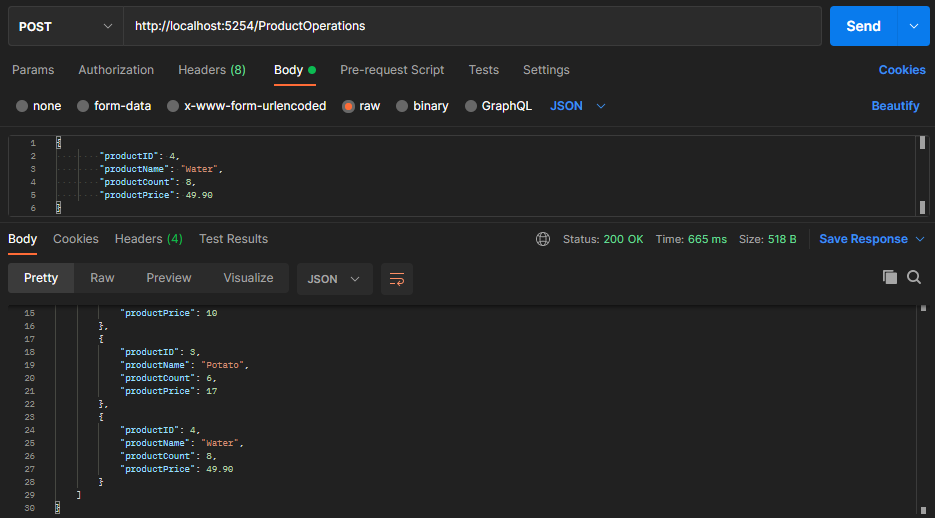 POST http://localhost:5254/ProductOperations Send
Params Authorization Headers (8) Body Pre-request Script Tests Settings Cookies
none form-data x-www-form-urlencoded raw binary GraphQL JSON Beautify
1 {
2 "productID": 4,
3 "productName": "Water",
4 "productCount": 8,
5 "productPrice": 49.90
6 }
Body Cookies Headers (4) Test Results Status: 200 OK Time: 665 ms Size: 518 B Save Response
Pretty Raw Preview Visualize JSON
15 "productPrice": 10
16 },
17 {
18 "productID": 3,
19 "productName": "Potato",
20 "productCount": 6,
21 "productPrice": 17
22 },
23 {
24 "productID": 4,
25 "productName": "Water",
26 "productCount": 8,
27 "productPrice": 49.90
28 }
29 ]
30 }